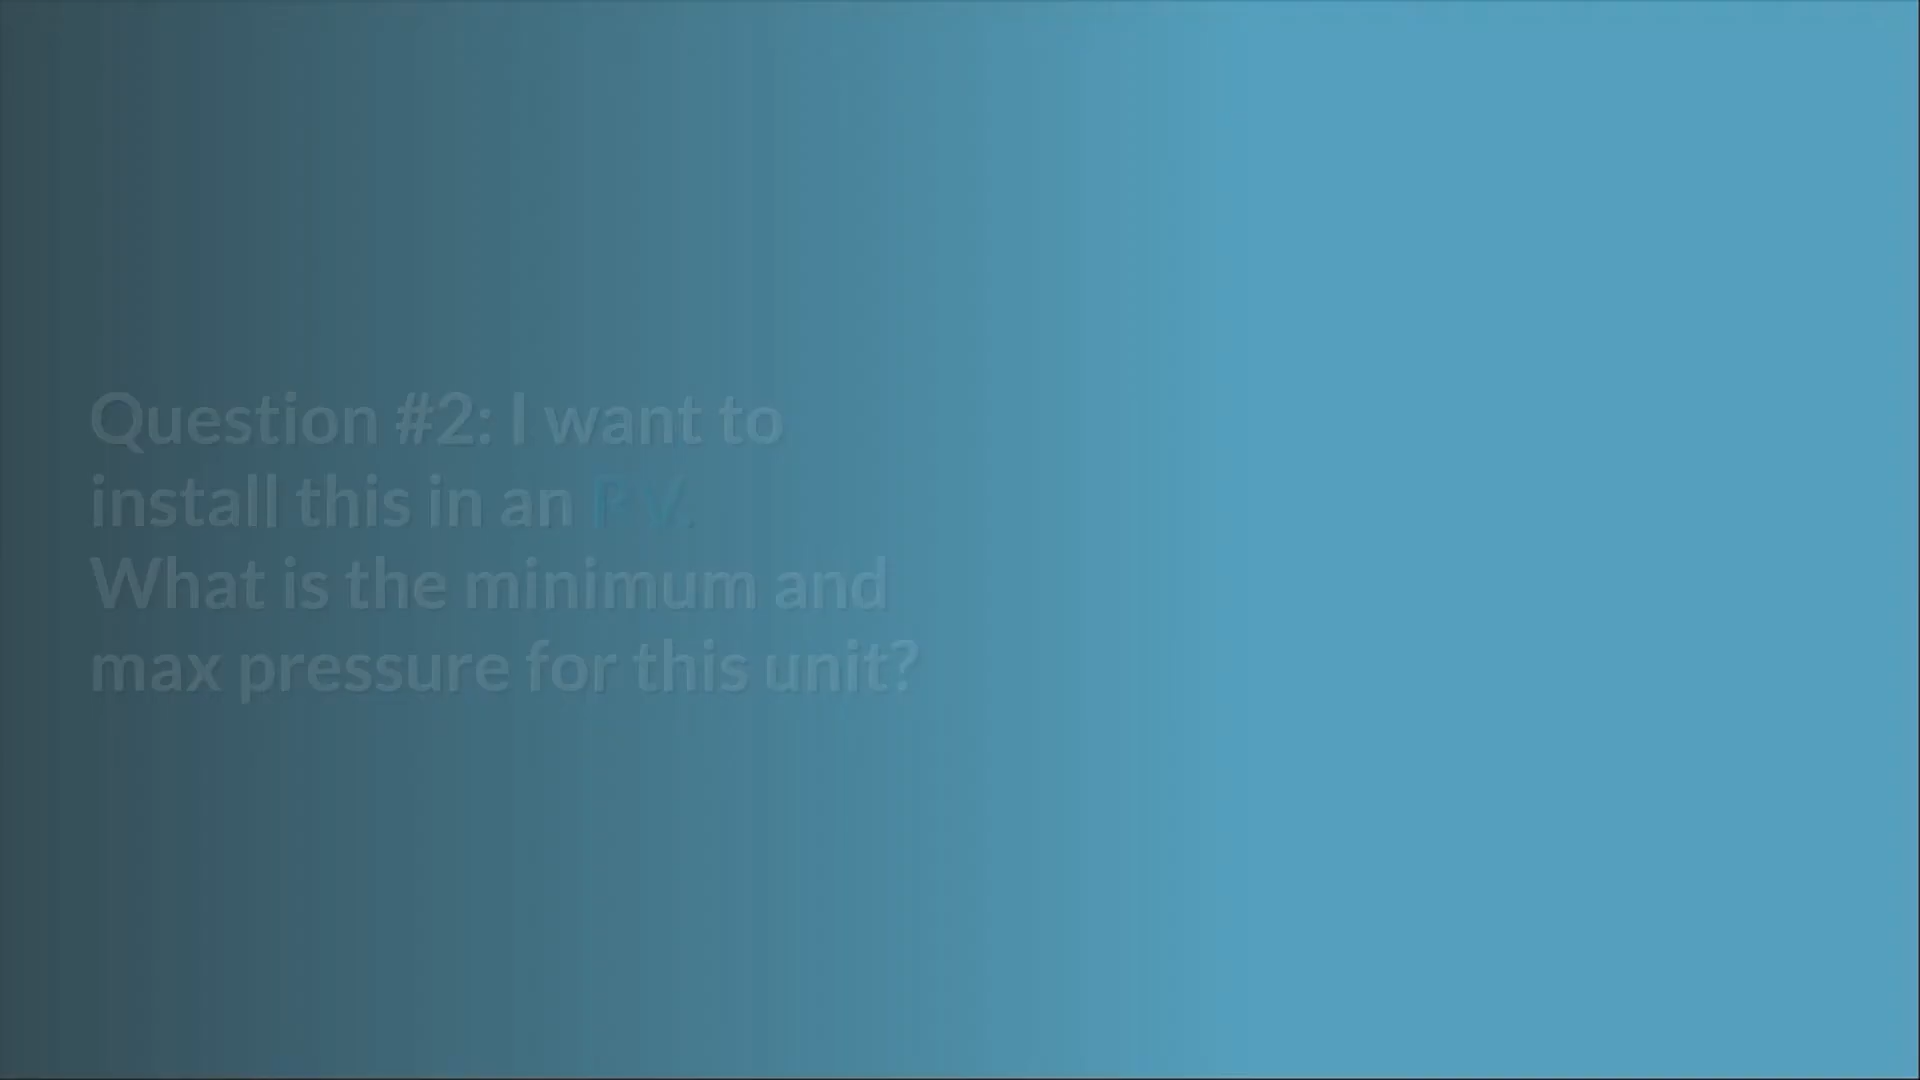 Question #2: I want to
install this in an RV.
What is the minimum and
max pressure for this unit?